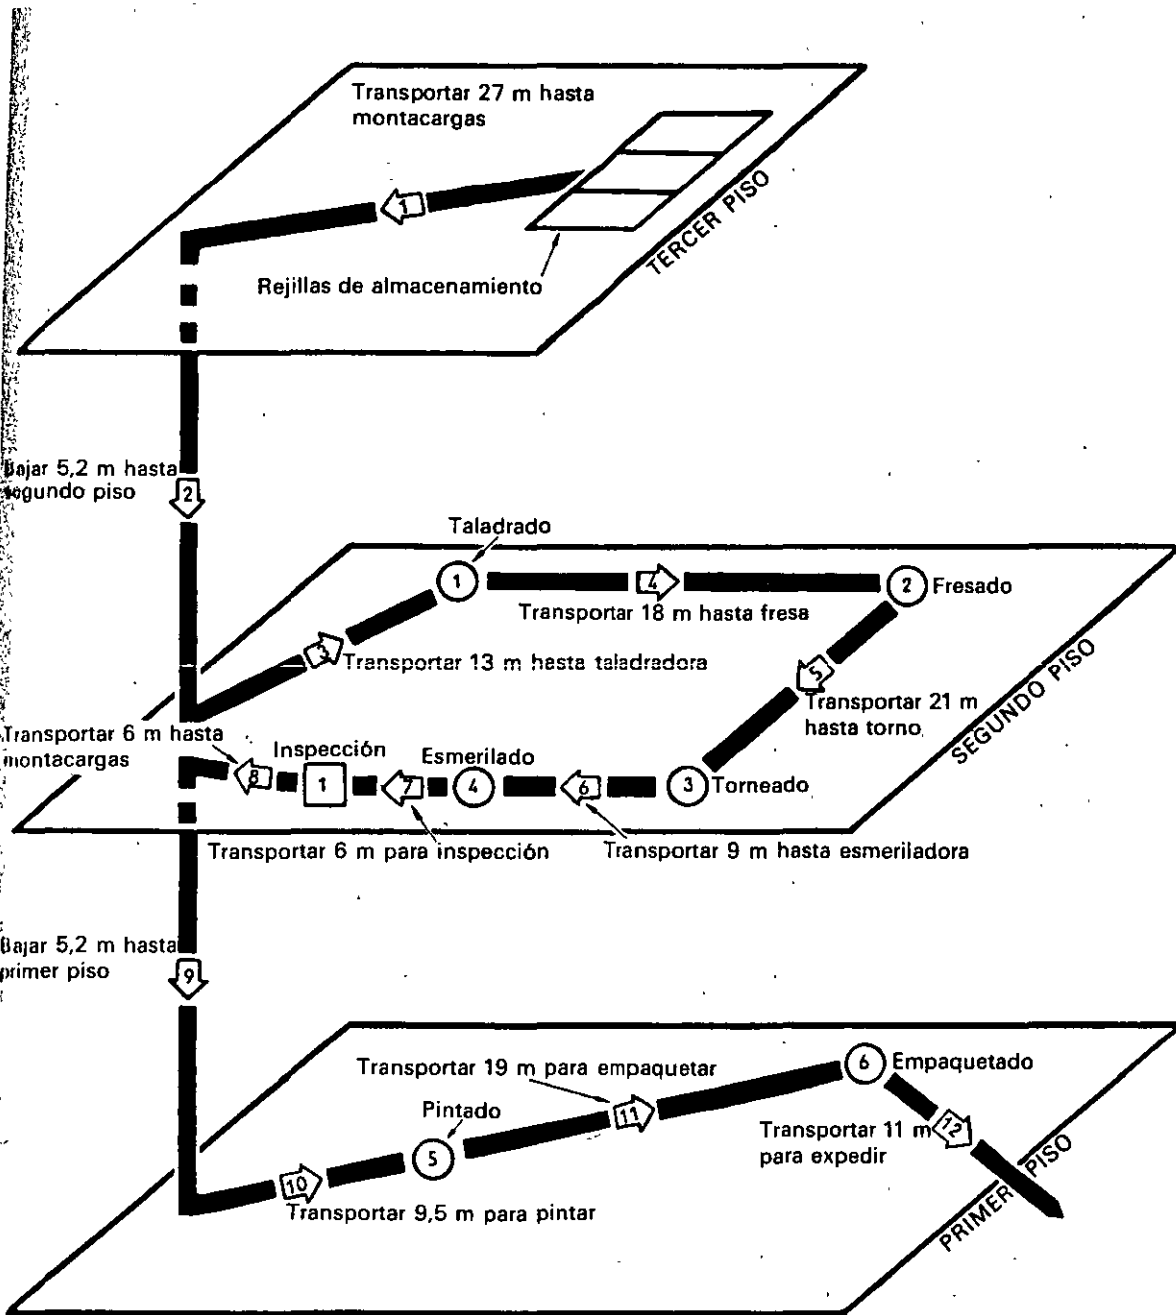 Transportar 27 m hasta
montacargas
1
TERCER PISO
Rejillas de almacenamiento
Bajar 5,2 m hasta
segundo piso
2
Taladrado
1
4
2
Fresado
Transportar 18 m hasta fresa
3
Transportar 13 m hasta taladradora
5
Transportar 21 m
hasta torno
SEGUNDO PISO
Transportar 6 m hasta
montacargas
Inspección
Esmerilado
8
1
7
4
6
3
Torneado
Transportar 6 m para inspección
Transportar 9 m hasta esmeriladora
Bajar 5,2 m hasta
primer piso
9
Transportar 19 m para empaquetar
6
Empaquetado
Pintado
11
5
Transportar 11 m
para expedir
12
10
Transportar 9,5 m para pintar
PRIMER PISO